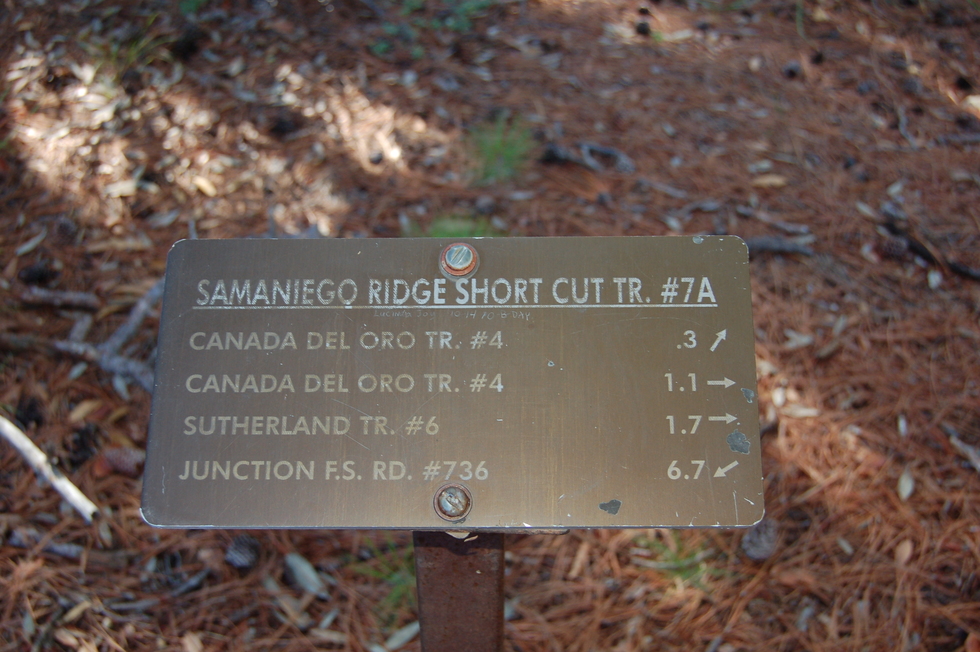 SAMANIEGO RIDGE SHORT CUT TR. #7A
CANADA DEL ORO TR. #4 .3 ↗
CANADA DEL ORO TR. #4 1.1 →
SUTHERLAND TR. #6 1.7 →
JUNCTION F.S. RD. #736 6.7 ↙